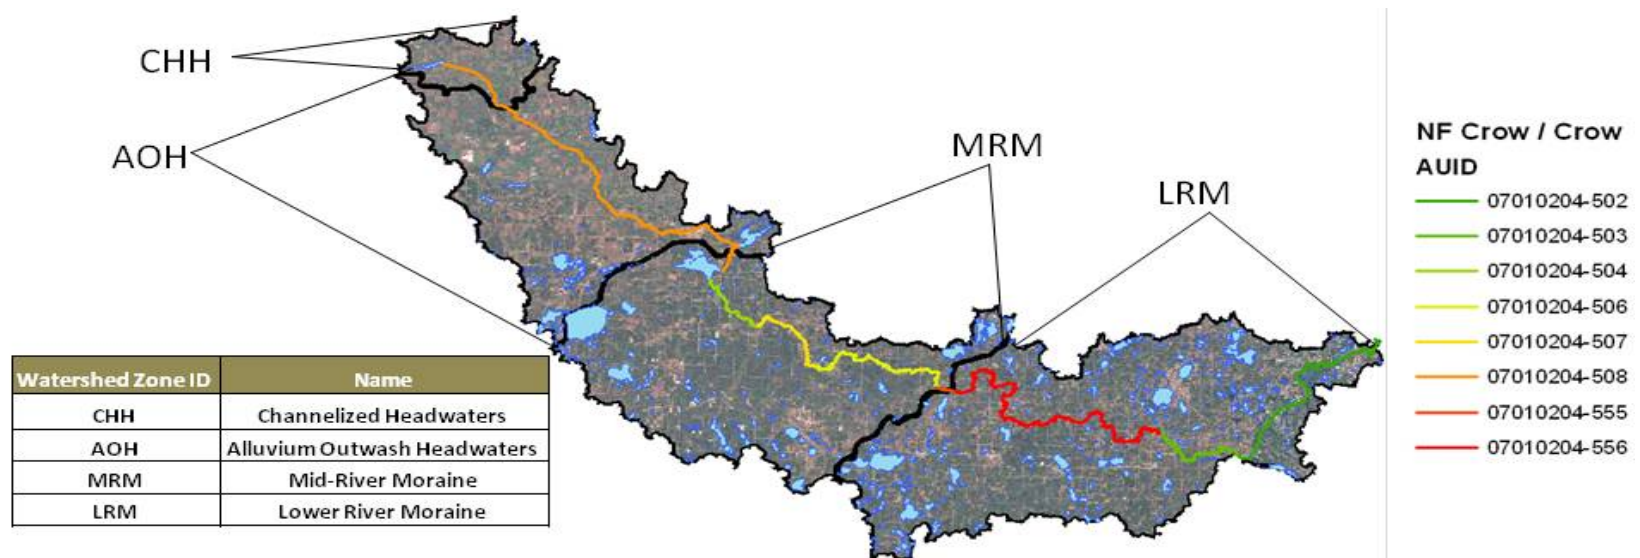 CHH
AOH
MRM
LRM
NF Crow / Crow
AUID
07010204-502
07010204-503
07010204-504
07010204-506
07010204-507
07010204-508
07010204-555
07010204-556
Watershed Zone ID Name
CHH Channelized Headwaters
AOH Alluvium Outwash Headwaters
MRM Mid-River Moraine
LRM Lower River Moraine